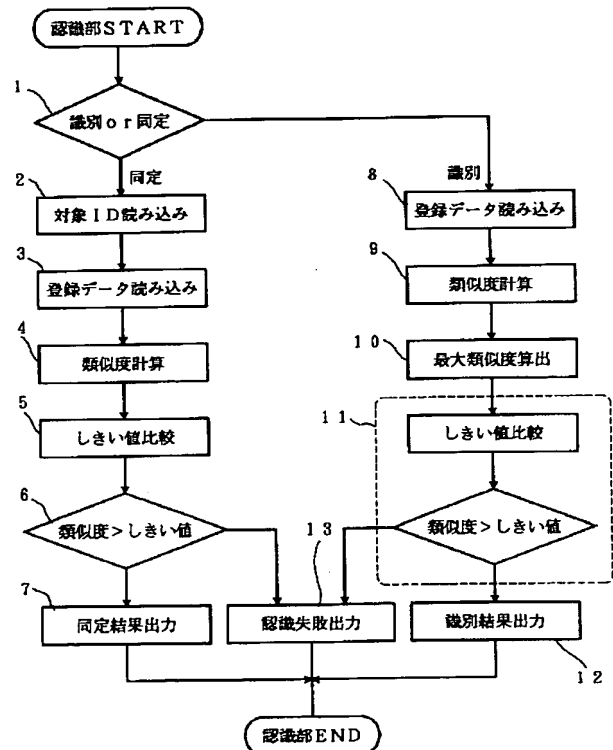 認識部START
1
識別or同定
同定
識別
2
対象ID読み込み
8
登録データ読み込み
3
登録データ読み込み
9
類似度計算
4
類似度計算
10
最大類似度算出
5
しきい値比較
11
しきい値比較
6
類似度>しきい値
13
類似度>しきい値
7
同定結果出力
認識失敗出力
識別結果出力
12
認識部END